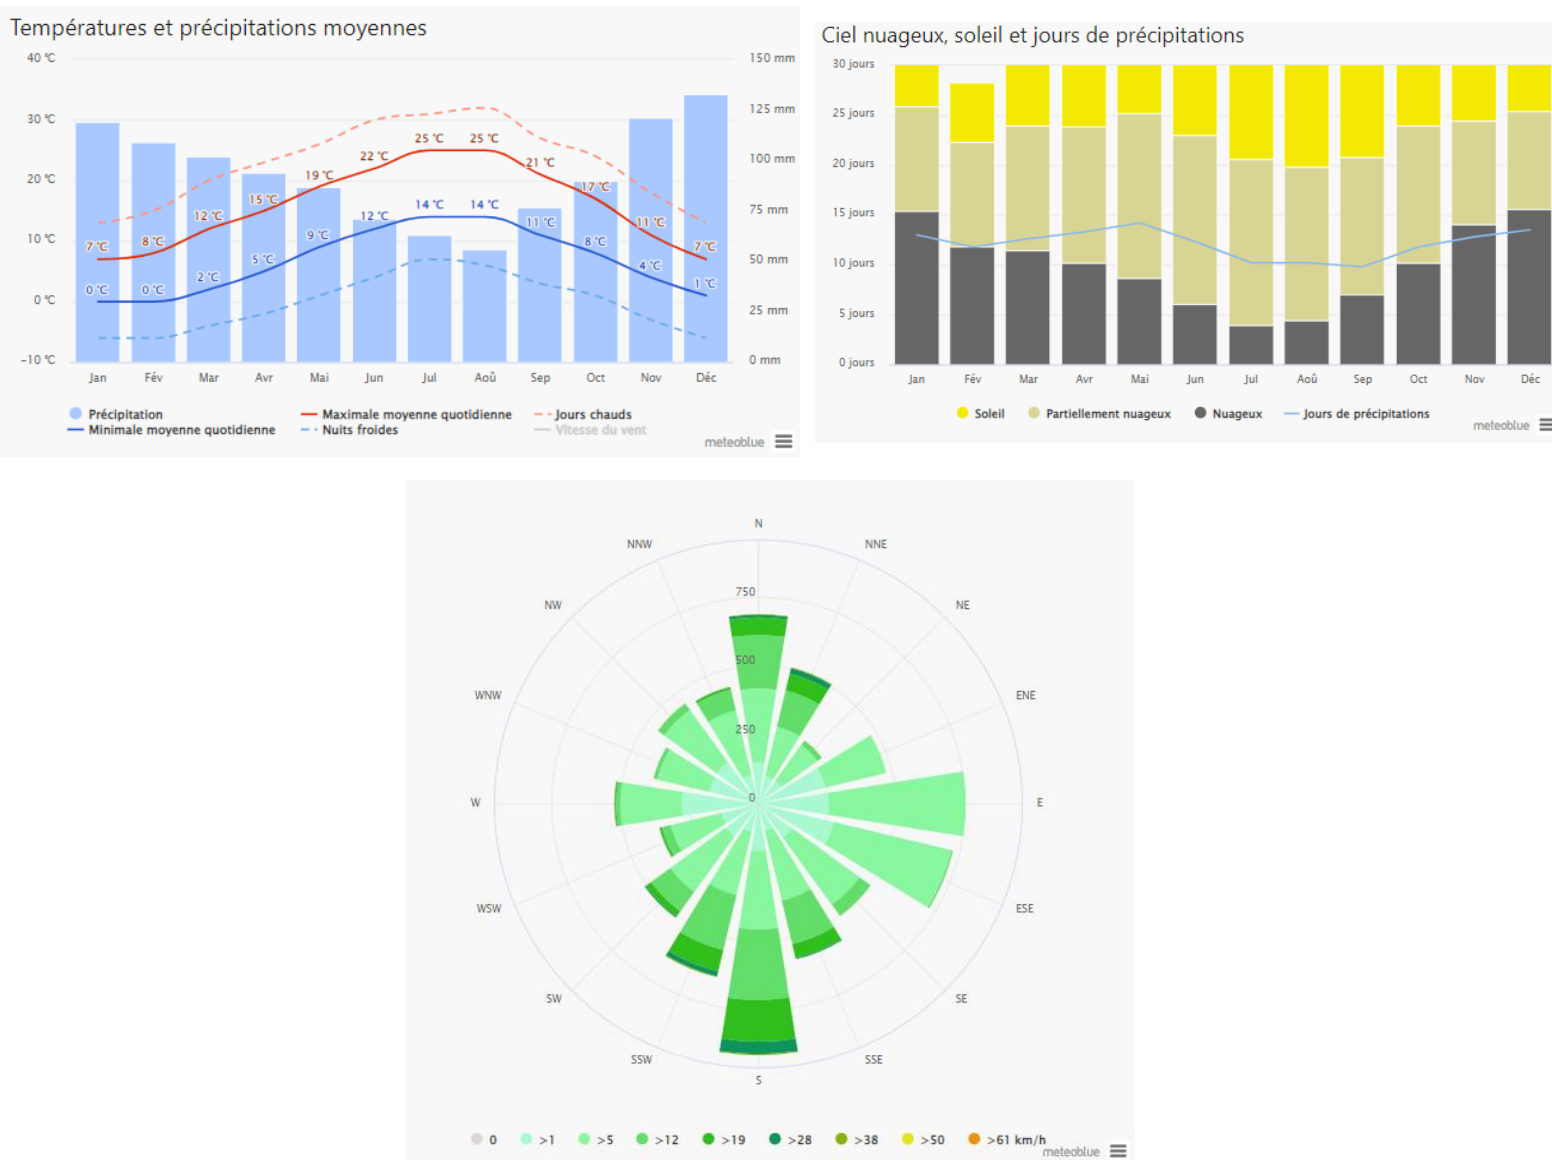 Températures et précipitations moyennes
40 °C
150 mm
125 mm
30 °C
100 mm
20 °C
75 mm
10 °C
50 mm
0 °C
25 mm
-10 °C
0 mm
7 °C 8 °C 12 °C 15 °C 19 °C 22 °C 25 °C 25 °C 21 °C 17 °C 11 °C 7 °C
0 °C 0 °C 2 °C 5 °C 9 °C 12 °C 14 °C 14 °C 11 °C 8 °C 4 °C 1 °C
Jan Fév Mar Avr Mai Jun Jul Aoû Sep Oct Nov Déc
Précipitation Maximale moyenne quotidienne Jours chauds
Minimale moyenne quotidienne Nuits froides Vitesse du vent
meteoblue
Ciel nuageux, soleil et jours de précipitations
30 jours
25 jours
20 jours
15 jours
10 jours
5 jours
0 jours
Jan Fév Mar Avr Mai Jun Jul Aoû Sep Oct Nov Déc
Soleil Partiellement nuageux Nuageux Jours de précipitations
meteoblue
N
NNW NNE
NW NE
WNW ENE
W E
WSW ESE
SW SE
SSW SSE
S
750
500
250
0
0 >1 >5 >12 >19 >28 >38 >50 >61 km/h
meteoblue